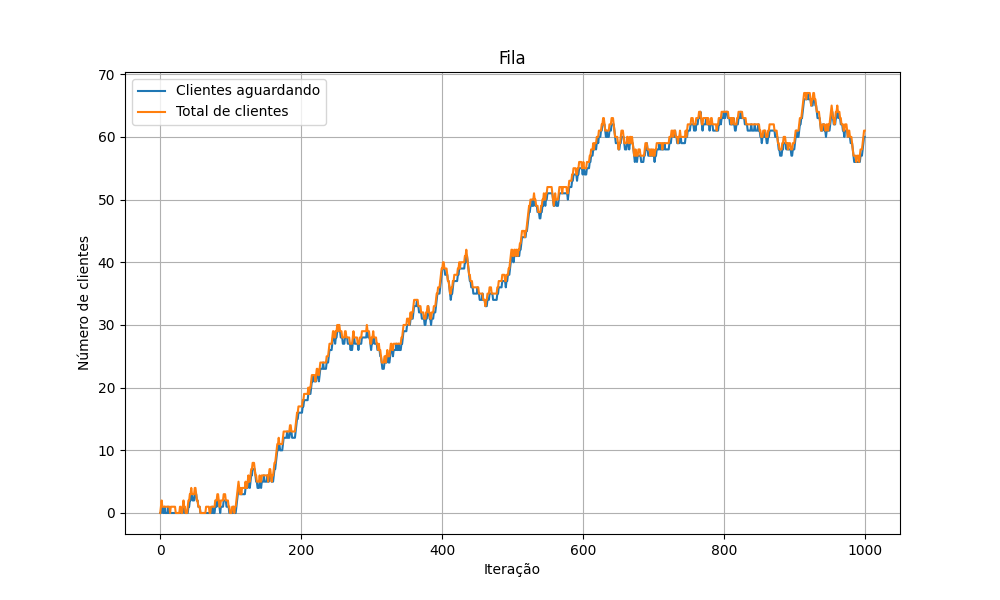 Fila
Clientes aguardando
Total de clientes
Número de clientes
70
60
50
40
30
20
10
0
0 200 400 600 800 1000
Iteração